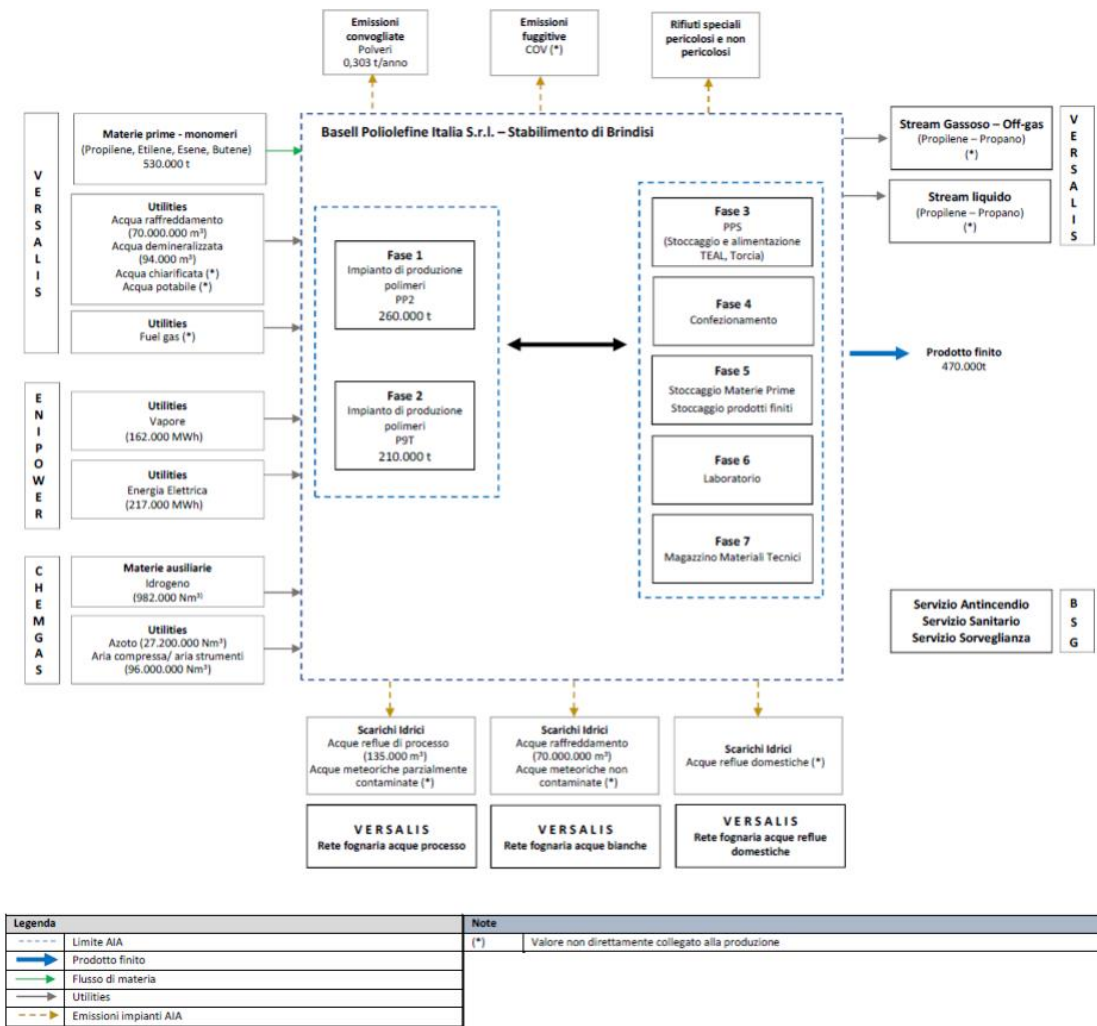 Emissioni
convogliate
Polveri
0,303 t/anno
Emissioni
fuggitive
COV (*)
Rifiuti speciali
pericolosi e non
pericolosi
Basell Poliolefine Italia S.r.l. – Stabilimento di Brindisi
VERSALIS
Materie prime - monomeri
(Propilene, Etilene, Esene, Butene)
530.000 t
Utilities
Acqua raffreddamento
(70.000.000 m³)
Acqua demineralizzata
(94.000 m³)
Acqua chiarificata (*)
Acqua potabile (*)
Utilities
Fuel gas (*)
ENIPOWER
Utilities
Vapore
(162.000 MWh)
Utilities
Energia Elettrica
(217.000 MWh)
CHEMGAS
Materie ausiliarie
Idrogeno
(982.000 Nm³)
Utilities
Azoto (27.200.000 Nm³)
Aria compressa/ aria strumenti
(96.000.000 Nm³)
Fase 1
Impianto di produzione
polimeri
PP2
260.000 t
Fase 2
Impianto di produzione
polimeri
P9T
210.000 t
Fase 3
PPS
(Stoccaggio e alimentazione
TEAL, Torcia)
Fase 4
Confezionamento
Fase 5
Stoccaggio Materie Prime
Stoccaggio prodotti finiti
Fase 6
Laboratorio
Fase 7
Magazzino Materiali Tecnici
Stream Gassoso – Off-gas
(Propilene – Propano)
(*)
Stream liquido
(Propilene – Propano)
(*)
VERSALIS
Prodotto finito
470.000t
Servizio Antincendio
Servizio Sanitario
Servizio Sorveglianza
BSG
Scarichi Idrici
Acque reflue di processo
(135.000 m³)
Acque meteoriche parzialmente
contaminate (*)
Scarichi Idrici
Acque raffreddamento
(70.000.000 m³)
Acque meteoriche non
contaminate (*)
Scarichi Idrici
Acque reflue domestiche (*)
VERSALIS
Rete fognaria acque processo
VERSALIS
Rete fognaria acque bianche
VERSALIS
Rete fognaria acque reflue
domestiche
Legenda
Limite AIA
Prodotto finito
Flusso di materia
Utilities
Emissioni impianti AIA
Note
(*) Valore non direttamente collegato alla produzione